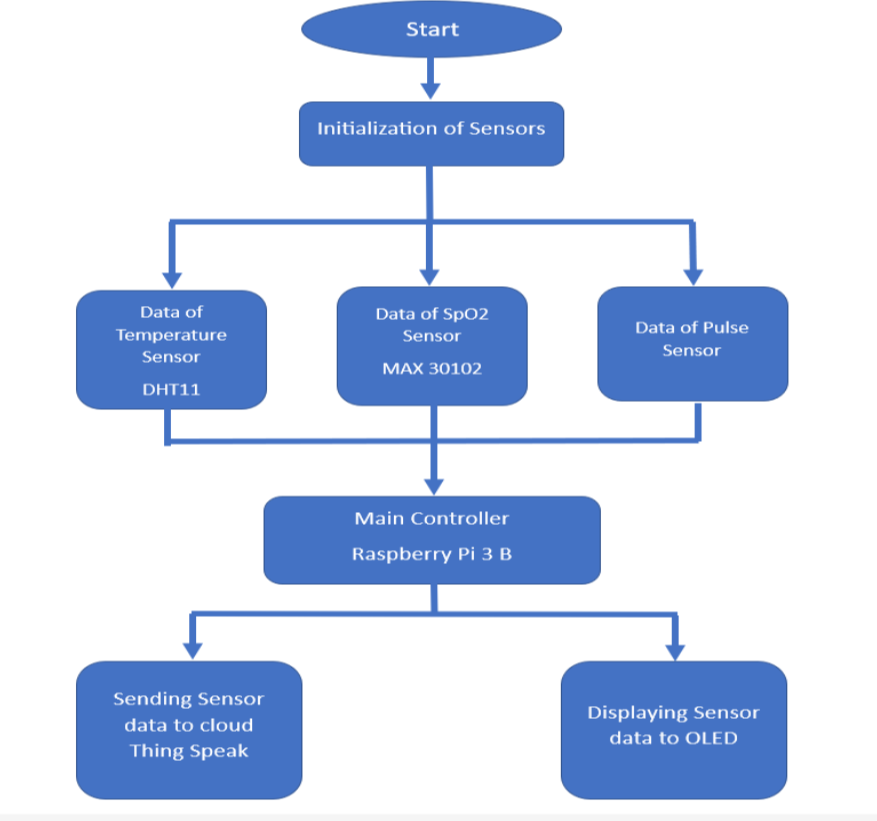 Start
Initialization of Sensors
Data of
Temperature
Sensor
DHT11
Data of SpO2
Sensor
MAX 30102
Data of Pulse
Sensor
Main Controller
Raspberry Pi 3 B
Sending Sensor
data to cloud
Thing Speak
Displaying Sensor
data to OLED